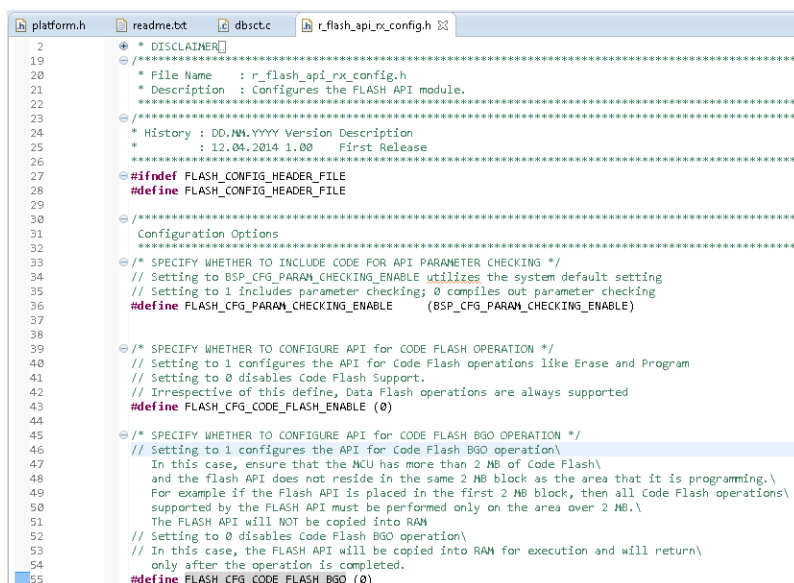 platform.h readme.txt dbsct.c r_flash_api_rx_config.h
2 * DISCLAIMER
19 /******************************************************************************
20 * File Name : r_flash_api_rx_config.h
21 * Description : Configures the FLASH API module.
22 ******************************************************************************
23 /******************************************************************************
24 * History : DD.MM.YYYY Version Description
25 * : 12.04.2014 1.00 First Release
26 ******************************************************************************
27 #ifndef FLASH_CONFIG_HEADER_FILE
28 #define FLASH_CONFIG_HEADER_FILE
29
30 /******************************************************************************
31 Configuration Options
32 ******************************************************************************
33 /* SPECIFY WHETHER TO INCLUDE CODE FOR API PARAMETER CHECKING */
34 // Setting to BSP_CFG_PARAM_CHECKING_ENABLE utilizes the system default setting
35 // Setting to 1 includes parameter checking; 0 compiles out parameter checking
36 #define FLASH_CFG_PARAM_CHECKING_ENABLE (BSP_CFG_PARAM_CHECKING_ENABLE)
37
38
39 /* SPECIFY WHETHER TO CONFIGURE API for CODE FLASH OPERATION */
40 // Setting to 1 configures the API for Code Flash operations like Erase and Program
41 // Setting to 0 disables Code Flash Support.
42 // Irrespective of this define, Data Flash operations are always supported
43 #define FLASH_CFG_CODE_FLASH_ENABLE (0)
44
45 /* SPECIFY WHETHER TO CONFIGURE API for CODE FLASH BGO OPERATION */
46 // Setting to 1 configures the API for Code Flash BGO operation\
47 In this case, ensure that the MCU has more than 2 MB of Code Flash\
48 and the flash API does not reside in the same 2 MB block as the area that it is programming.\
49 For example if the Flash API is placed in the first 2 MB block, then all Code Flash operations\
50 supported by the FLASH API must be performed only on the area over 2 MB.\
51 The FLASH API will NOT be copied into RAM
52 // Setting to 0 disables Code Flash BGO operation\
53 // In this case, the FLASH API will be copied into RAM for execution and will return\
54 only after the operation is completed.
55 #define FLASH_CFG_CODE_FLASH_BGO (0)